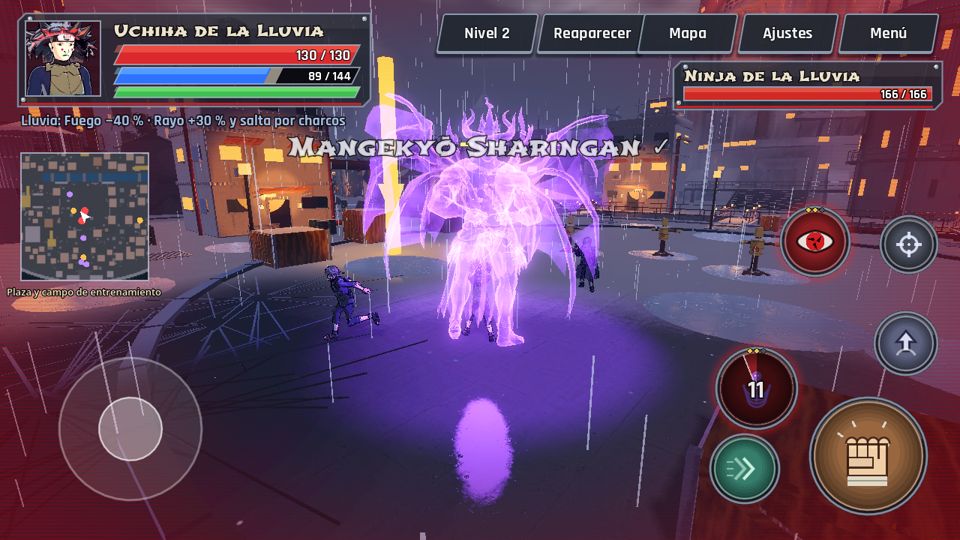 Uchiha de la Lluvia
130 / 130
89 / 144
Lluvia: Fuego −40 % · Rayo +30 % y salta por charcos
Nivel 2
Reaparecer
Mapa
Ajustes
Menú
Ninja de la Lluvia
166 / 166
Mangekyō Sharingan ✓
Plaza y campo de entrenamiento
11